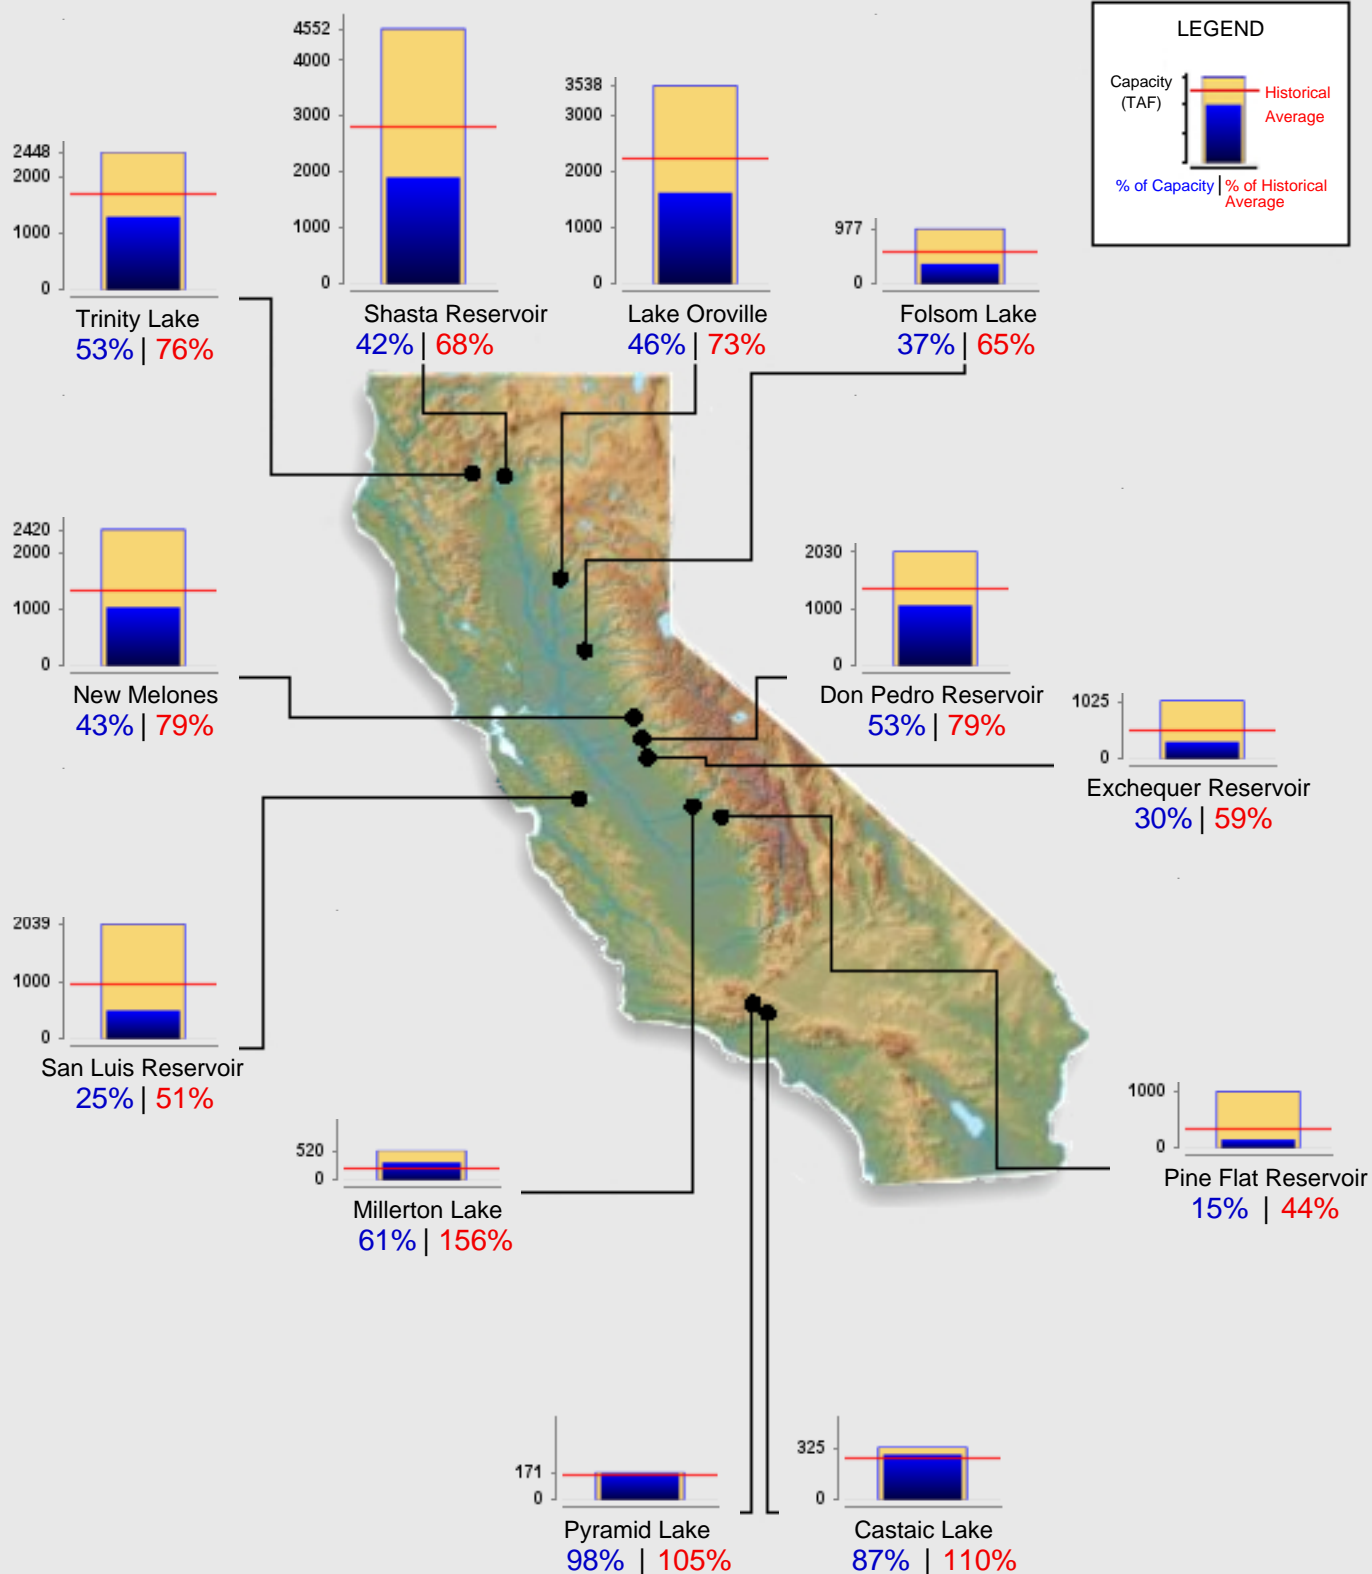 LEGEND
Capacity
(TAF)
Historical
Average
% of Capacity | % of Historical
Average
4552
4000
3000
2000
1000
0
Shasta Reservoir
42% | 68%
3538
3000
2000
1000
0
Lake Oroville
46% | 73%
2448
2000
1000
0
Trinity Lake
53% | 76%
977
0
Folsom Lake
37% | 65%
2420
2000
1000
0
New Melones
43% | 79%
2030
1000
0
Don Pedro Reservoir
53% | 79%
1025
0
Exchequer Reservoir
30% | 59%
2039
1000
0
San Luis Reservoir
25% | 51%
520
0
Millerton Lake
61% | 156%
1000
0
Pine Flat Reservoir
15% | 44%
171
0
Pyramid Lake
98% | 105%
325
0
Castaic Lake
87% | 110%